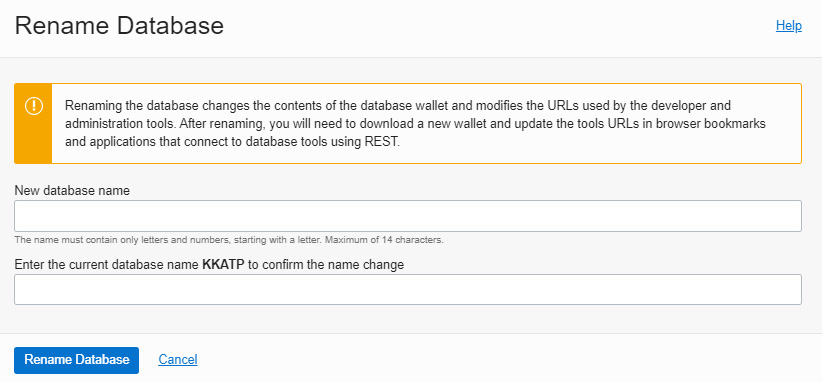 Rename Database
Help
Renaming the database changes the contents of the database wallet and modifies the URLs used by the developer and
administration tools. After renaming, you will need to download a new wallet and update the tools URLs in browser bookmarks
and applications that connect to database tools using REST.
New database name
The name must contain only letters and numbers, starting with a letter. Maximum of 14 characters.
Enter the current database name KKATP to confirm the name change
Rename Database
Cancel